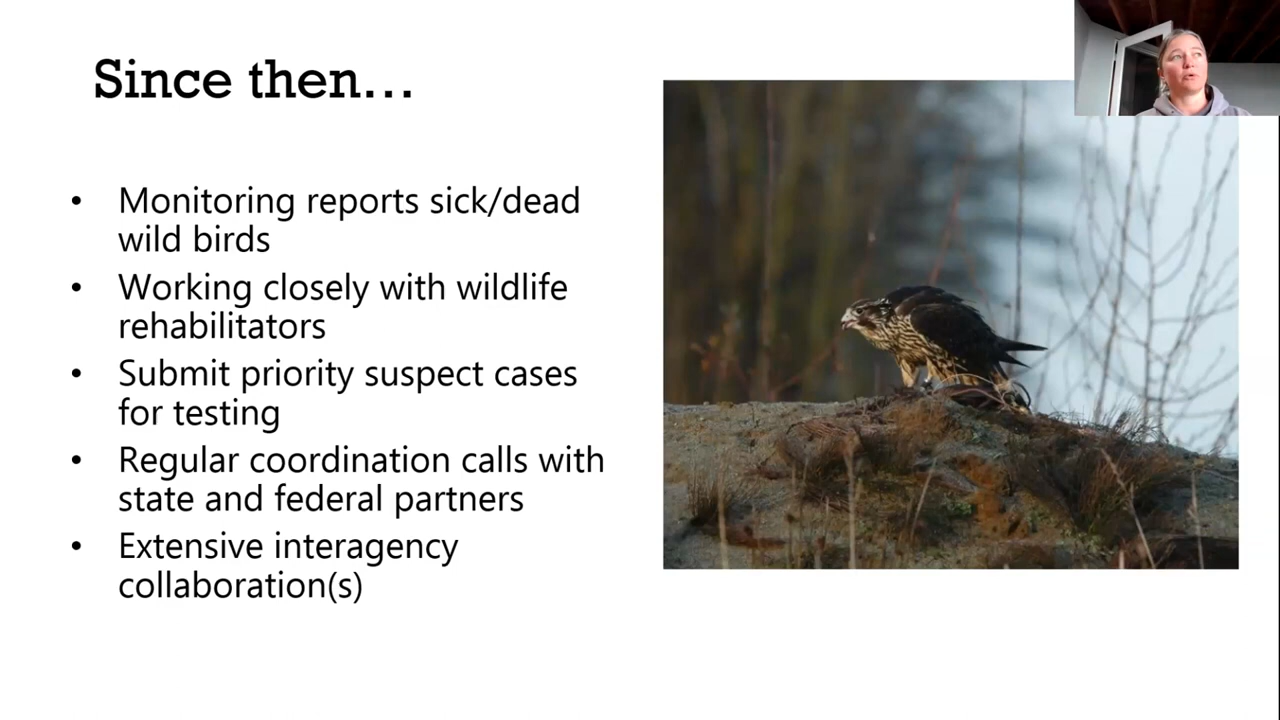 Since then...
• Monitoring reports sick/dead
wild birds
• Working closely with wildlife
rehabilitators
• Submit priority suspect cases
for testing
• Regular coordination calls with
state and federal partners
• Extensive interagency
collaboration(s)